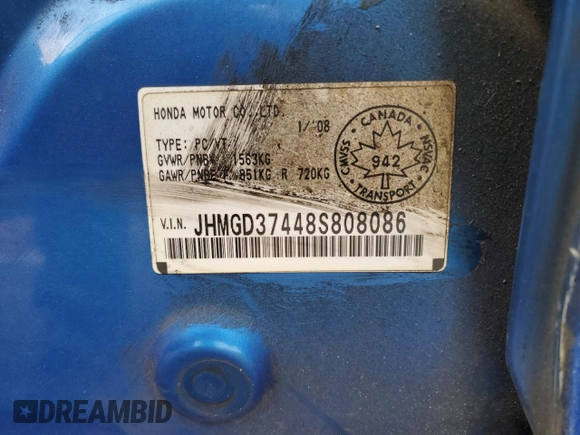 HONDA MOTOR CO.,LTD.
1/'08
TYPE: PC/VT
GVWR/PNBV 1563KG
GAWR/PNBE F 851KG R 720KG
CANADA
CMVSS
942
NSVAC
TRANSPORT
V.I.N. JHMGD37448S808086
DREAMBID